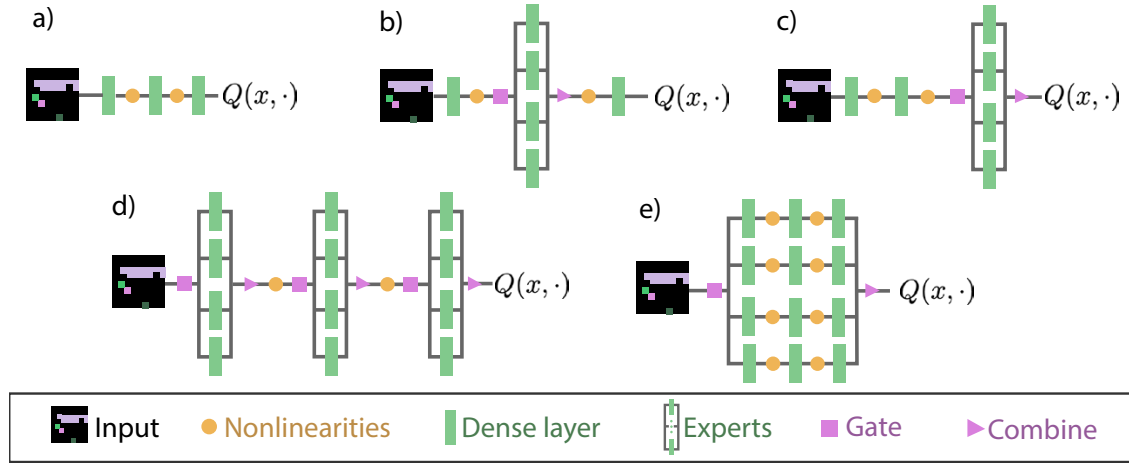 a)
b)
c)
Q(x, ·)
Q(x, ·)
Q(x, ·)
d)
e)
Q(x, ·)
Q(x, ·)
Input
Nonlinearities
Dense layer
Experts
Gate
Combine